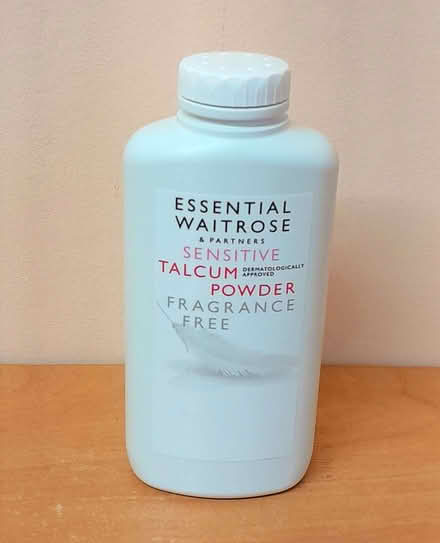 ESSENTIAL
WAITROSE
& PARTNERS
SENSITIVE
TALCUM DERMATOLOGICALLY
APPROVED
POWDER
FRAGRANCE
FREE